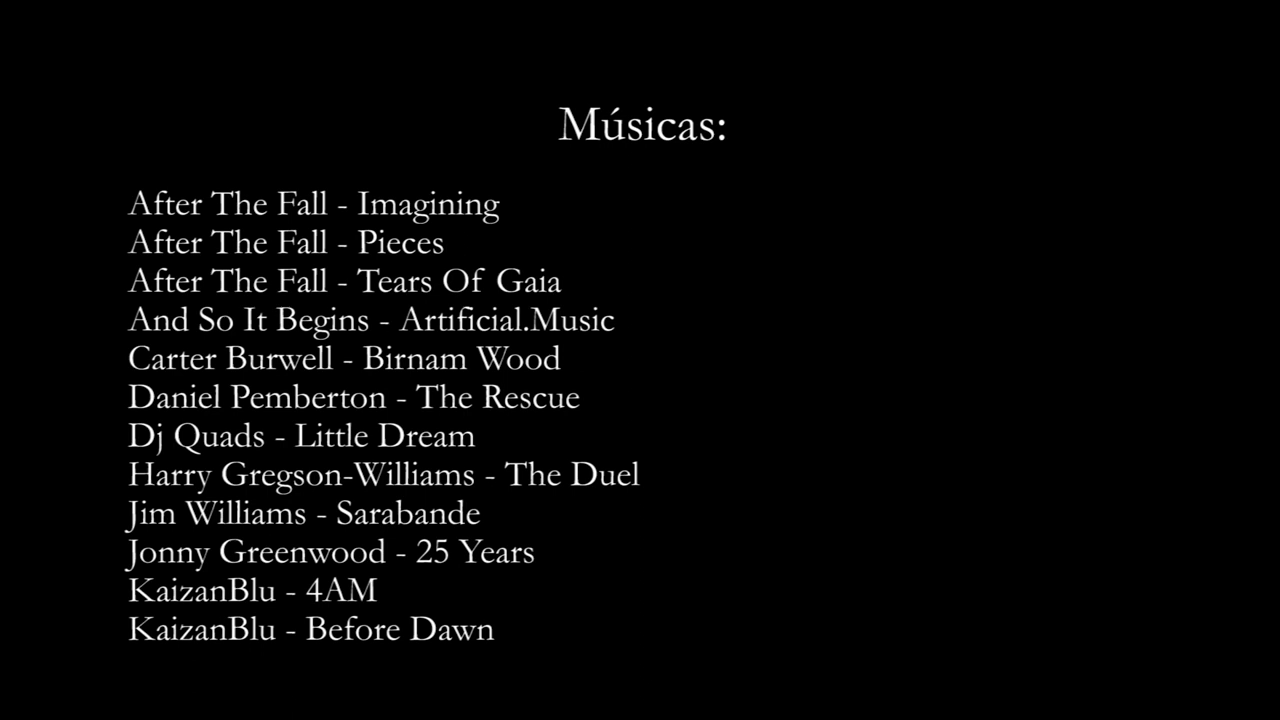 Músicas:
After The Fall - Imagining
After The Fall - Pieces
After The Fall - Tears Of Gaia
And So It Begins - Artificial.Music
Carter Burwell - Birnam Wood
Daniel Pemberton - The Rescue
Dj Quads - Little Dream
Harry Gregson-Williams - The Duel
Jim Williams - Sarabande
Jonny Greenwood - 25 Years
KaizanBlu - 4AM
KaizanBlu - Before Dawn